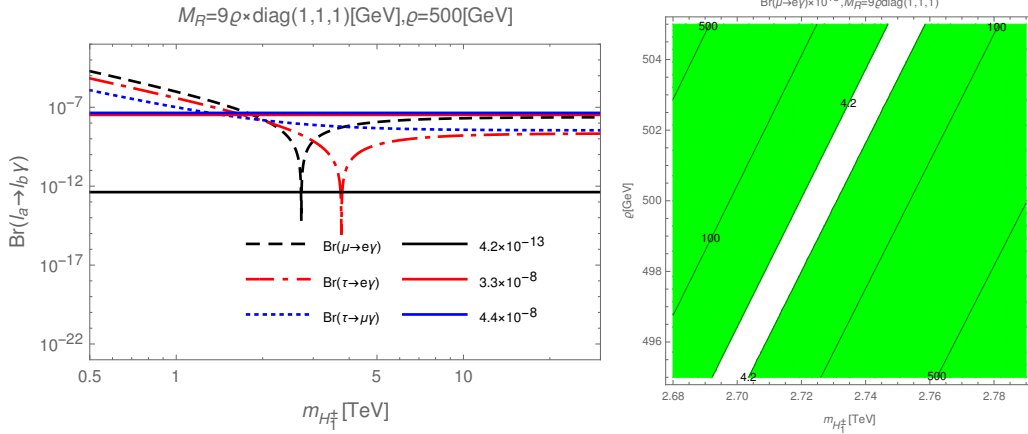 M_R=9ϱ×diag(1,1,1)[GeV],ϱ=500[GeV]
Br(l_a→l_bγ)
10^-7
10^-12
10^-17
10^-22
Br(μ→eγ) 4.2×10^-13
Br(τ→eγ) 3.3×10^-8
Br(τ→μγ) 4.4×10^-8
0.5 1 5 10
m_{H_1^±}[TeV]
,M_R=9ϱdiag(1,1,1)
500 100
4.2
100
4.2 500
ϱ[GeV]
504
502
500
498
496
2.68 2.70 2.72 2.74 2.76 2.78
m_{H_1^±}[TeV]